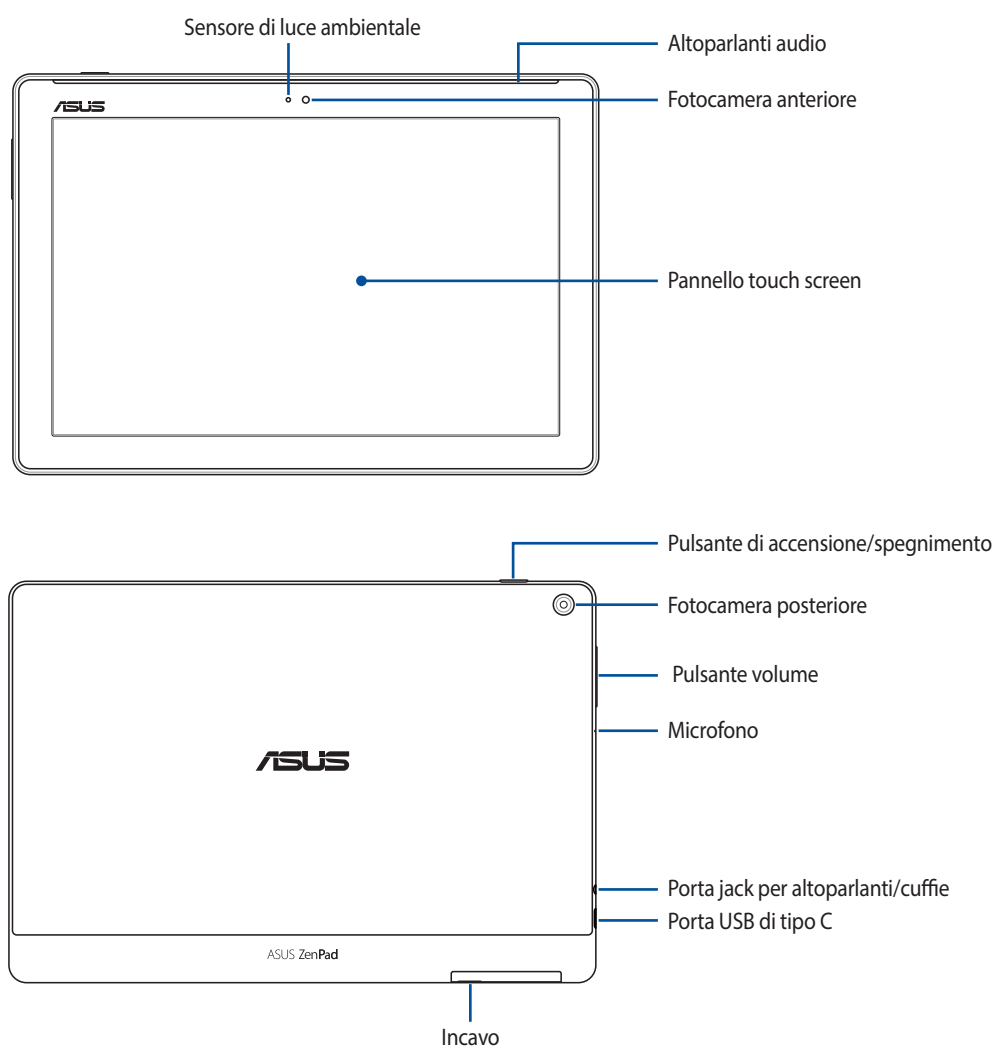 Sensore di luce ambientale
Altoparlanti audio
Fotocamera anteriore
ASUS
Pannello touch screen
Pulsante di accensione/spegnimento
Fotocamera posteriore
Pulsante volume
Microfono
ASUS
Porta jack per altoparlanti/cuffie
Porta USB di tipo C
ASUS ZenPad
Incavo